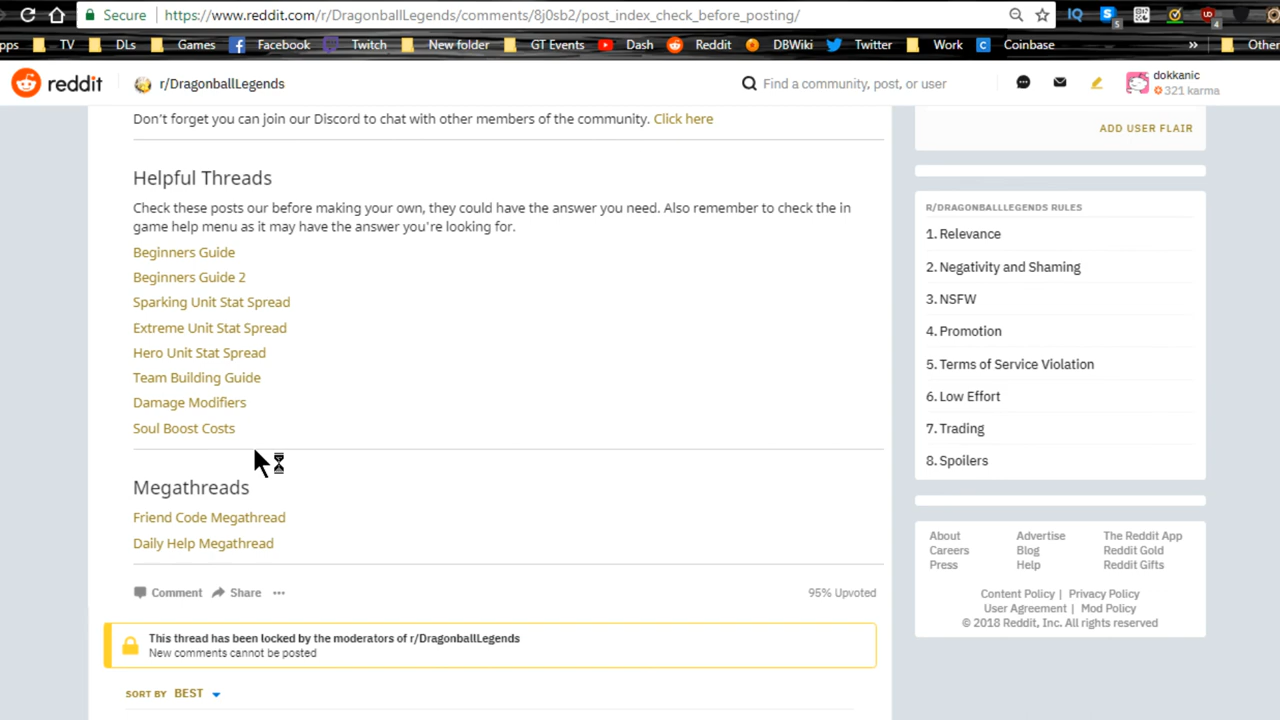 Secure https://www.reddit.com/r/DragonballLegends/comments/8j0sb2/post_index_check_before_posting/
pps TV DLs Games Facebook Twitch New folder GT Events Dash Reddit DBWiki Twitter Work Coinbase » Other
reddit r/DragonballLegends Find a community, post, or user dokkanic
321 karma
Don't forget you can join our Discord to chat with other members of the community. Click here
ADD USER FLAIR
Helpful Threads
Check these posts our before making your own, they could have the answer you need. Also remember to check the in
game help menu as it may have the answer you're looking for.
Beginners Guide
Beginners Guide 2
Sparking Unit Stat Spread
Extreme Unit Stat Spread
Hero Unit Stat Spread
Team Building Guide
Damage Modifiers
Soul Boost Costs
Megathreads
Friend Code Megathread
Daily Help Megathread
Comment Share ... 95% Upvoted
This thread has been locked by the moderators of r/DragonballLegends
New comments cannot be posted
SORT BY BEST
R/DRAGONBALLLEGENDS RULES
1. Relevance
2. Negativity and Shaming
3. NSFW
4. Promotion
5. Terms of Service Violation
6. Low Effort
7. Trading
8. Spoilers
About Advertise The Reddit App
Careers Blog Reddit Gold
Press Help Reddit Gifts
Content Policy | Privacy Policy
User Agreement | Mod Policy
© 2018 Reddit, Inc. All rights reserved